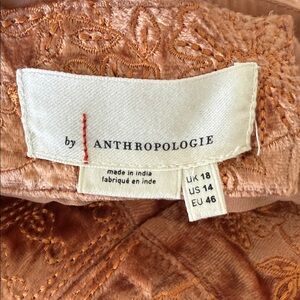 by ANTHROPOLOGIE
made in india
fabriqué en inde
UK 18
US 14
EU 46